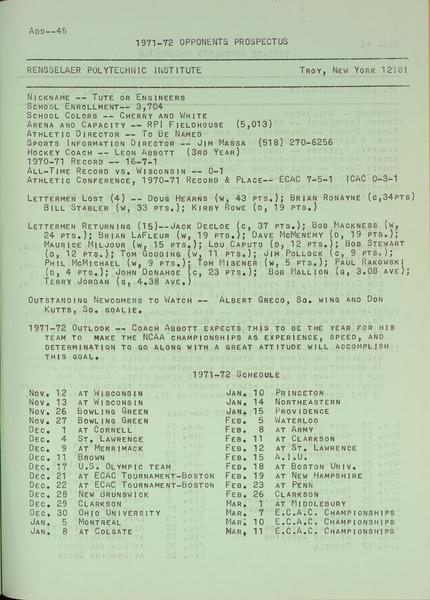 ADD--45
1971-72 OPPONENTS PROSPECTUS
RENSSELAER POLYTECHNIC INSTITUTE TROY, NEW YORK 12181
NICKNAME -- TUTE OR ENGINEERS
SCHOOL ENROLLMENT-- 3,704
SCHOOL COLORS -- CHERRY AND WHITE
ARENA AND CAPACITY -- RPI FIELDHOUSE (5,013)
ATHLETIC DIRECTOR -- TO BE NAMED
SPORTS INFORMATION DIRECTOR -- JIM MASSA (518) 270-6256
HOCKEY COACH -- LEON ABBOTT (3RD YEAR)
1970-71 RECORD -- 16-7-1
ALL-TIME RECORD VS. WISCONSIN -- 0-1
ATHLETIC CONFERENCE, 1970-71 RECORD & PLACE-- ECAC 7-5-1 ICAC 0-3-1
LETTERMEN LOST (4) -- DOUG HEARNS (W, 43 PTS.); BRIAN RONAYNE (C,34PTS)
BILL STABLER (W, 33 PTS.); KIRBY ROWE (D, 19 PTS.)
LETTERMEN RETURNING (15)--JACK DECLOE (C, 37 PTS.); BOB MACKNESS (W,
24 PTS.); BRIAN LAFLEUR (W, 19 PTS.); DAVE MCMENEMY (D, 19 PTS.);
MAURICE MILJOUR (W, 15 PTS.); LOU CAPUTO (D, 12 PTS.); BOB STEWART
(D, 12 PTS.); TOM GOODING (W, 11 PTS.); JIM POLLOCK (C, 9 PTS.);
PHIL MCMICHAEL (W, 9 PTS.); TOM MISENER (W, 5 PTS.); PAUL RAKOWSKI
(D, 4 PTS.); JOHN DONAHOE (C, 23 PTS.); BOB MALLION (G, 3.08 AVE);
TERRY JORDAN (G, 4.38 AVE.)
OUTSTANDING NEWCOMERS TO WATCH -- ALBERT GRECO, SO. WING AND DON
KUTTS, SO. GOALIE.
1971-72 OUTLOOK -- COACH ABBOTT EXPECTS THIS TO BE THE YEAR FOR HIS
TEAM TO MAKE THE NCAA CHAMPIONSHIPS AS EXPERIENCE, SPEED, AND
DETERMINATION TO GO ALONG WITH A GREAT ATTITUDE WILL ACCOMPLISH
THIS GOAL.
1971-72 SCHEDULE
NOV. 12 AT WISCONSIN JAN. 10 PRINCETON
NOV. 13 AT WISCONSIN JAN. 14 NORTHEASTERN
NOV. 26 BOWLING GREEN JAN. 15 PROVIDENCE
NOV. 27 BOWLING GREEN FEB. 5 WATERLOO
DEC. 1 AT CORNELL FEB. 8 AT ARMY
DEC. 4 ST. LAWRENCE FEB. 11 AT CLARKSON
DEC. 9 AT MERRIMACK FEB. 12 AT ST. LAWRENCE
DEC. 11 BROWN FEB. 15 A.I.U.
DEC. 17 U.S. OLYMPIC TEAM FEB. 18 AT BOSTON UNIV.
DEC. 21 AT ECAC TOURNAMENT-BOSTON FEB. 19 AT NEW HAMPSHIRE
DEC. 22 AT ECAC TOURNAMENT-BOSTON FEB. 23 AT PENN
DEC. 28 NEW BRUNSWICK FEB. 26 CLARKSON
DEC. 29 CLARKSON MAR. 1 AT MIDDLEBURY
DEC. 30 OHIO UNIVERSITY MAR. 7 E.C.A.C. CHAMPIONSHIPS
JAN. 5 MONTREAL MAR. 10 E.C.A.C. CHAMPIONSHIPS
JAN. 8 AT COLGATE MAR, 11 E.C.A.C. CHAMPIONSHIPS